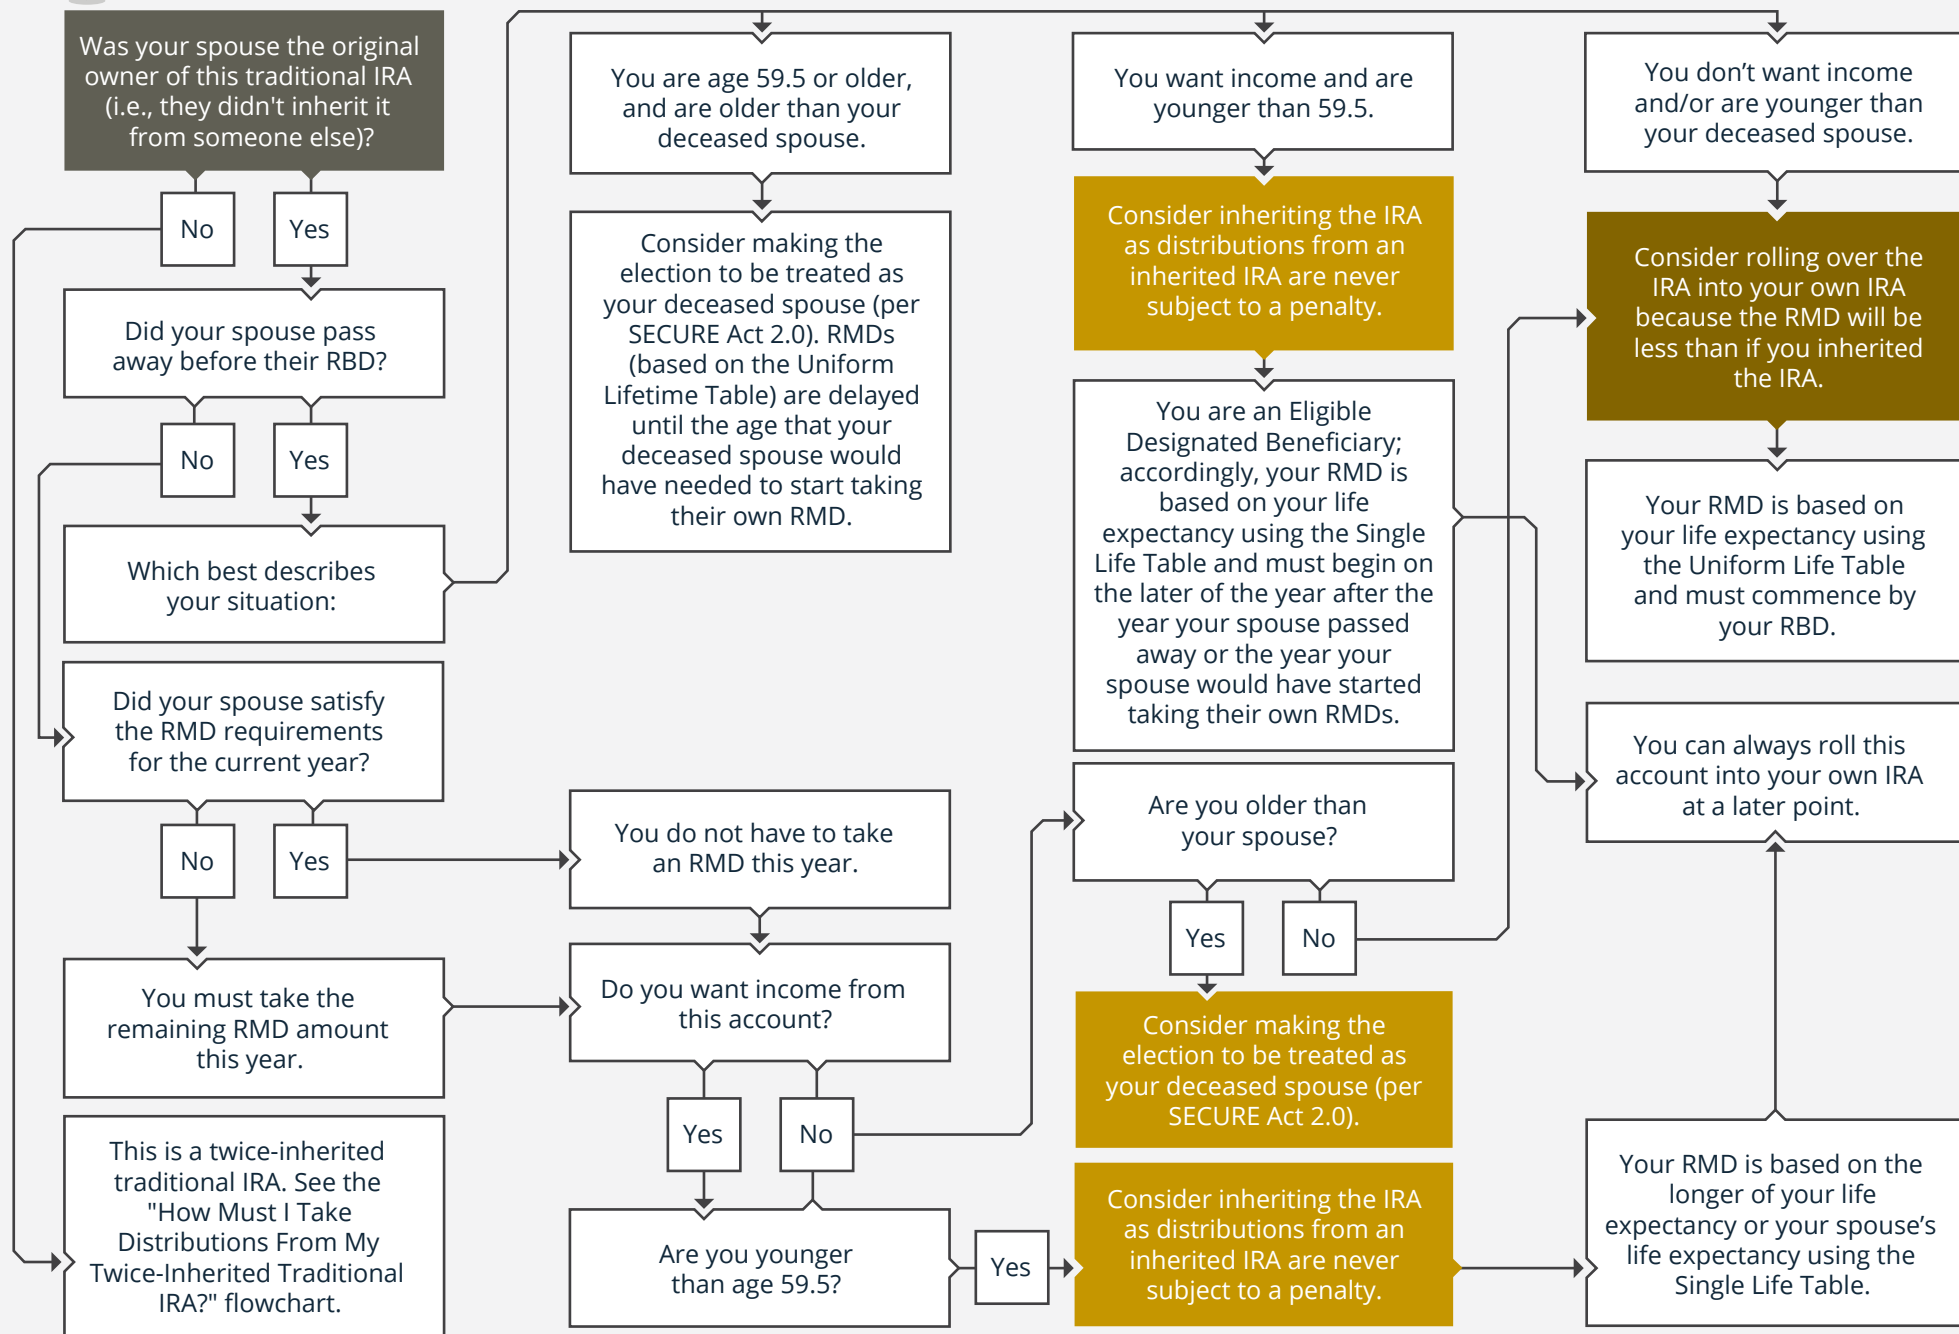 Was your spouse the original
owner of this traditional IRA
(i.e., they didn't inherit it
from someone else)?
No
Yes
Did your spouse pass
away before their RBD?
No
Yes
Which best describes
your situation:
Did your spouse satisfy
the RMD requirements
for the current year?
No
Yes
You must take the
remaining RMD amount
this year.
This is a twice-inherited
traditional IRA. See the
"How Must I Take
Distributions From My
Twice-Inherited Traditional
IRA?" flowchart.
You are age 59.5 or older,
and are older than your
deceased spouse.
Consider making the
election to be treated as
your deceased spouse (per
SECURE Act 2.0). RMDs
(based on the Uniform
Lifetime Table) are delayed
until the age that your
deceased spouse would
have needed to start taking
their own RMD.
You do not have to take
an RMD this year.
Do you want income from
this account?
Yes
No
Are you younger
than age 59.5?
Yes
You want income and are
younger than 59.5.
Consider inheriting the IRA
as distributions from an
inherited IRA are never
subject to a penalty.
You are an Eligible
Designated Beneficiary;
accordingly, your RMD is
based on your life
expectancy using the Single
Life Table and must begin on
the later of the year after the
year your spouse passed
away or the year your
spouse would have started
taking their own RMDs.
Are you older than
your spouse?
Yes
No
Consider making the
election to be treated as
your deceased spouse (per
SECURE Act 2.0).
Consider inheriting the IRA
as distributions from an
inherited IRA are never
subject to a penalty.
You don’t want income
and/or are younger than
your deceased spouse.
Consider rolling over the
IRA into your own IRA
because the RMD will be
less than if you inherited
the IRA.
Your RMD is based on
your life expectancy using
the Uniform Life Table
and must commence by
your RBD.
You can always roll this
account into your own IRA
at a later point.
Your RMD is based on the
longer of your life
expectancy or your spouse’s
life expectancy using the
Single Life Table.